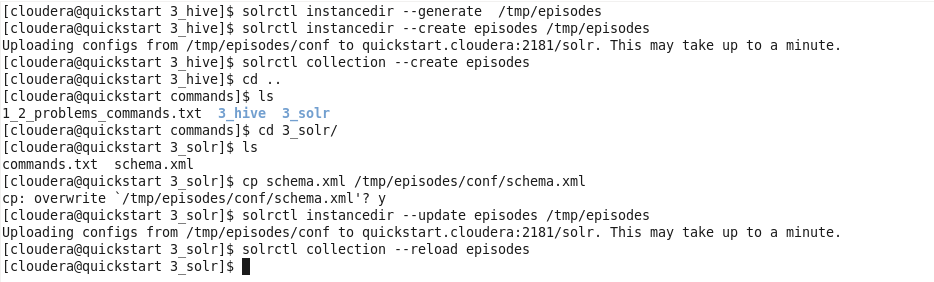 [cloudera@quickstart 3_hive]$ solrctl instancedir --generate  /tmp/episodes
[cloudera@quickstart 3_hive]$ solrctl instancedir --create episodes /tmp/episodes
Uploading configs from /tmp/episodes/conf to quickstart.cloudera:2181/solr. This may take up to a minute.
[cloudera@quickstart 3_hive]$ solrctl collection --create episodes
[cloudera@quickstart 3_hive]$ cd ..
[cloudera@quickstart commands]$ ls
1_2_problems_commands.txt  3_hive  3_solr
[cloudera@quickstart commands]$ cd 3_solr/
[cloudera@quickstart 3_solr]$ ls
commands.txt  schema.xml
[cloudera@quickstart 3_solr]$ cp schema.xml /tmp/episodes/conf/schema.xml
cp: overwrite `/tmp/episodes/conf/schema.xml'? y
[cloudera@quickstart 3_solr]$ solrctl instancedir --update episodes /tmp/episodes
Uploading configs from /tmp/episodes/conf to quickstart.cloudera:2181/solr. This may take up to a minute.
[cloudera@quickstart 3_solr]$ solrctl collection --reload episodes
[cloudera@quickstart 3_solr]$